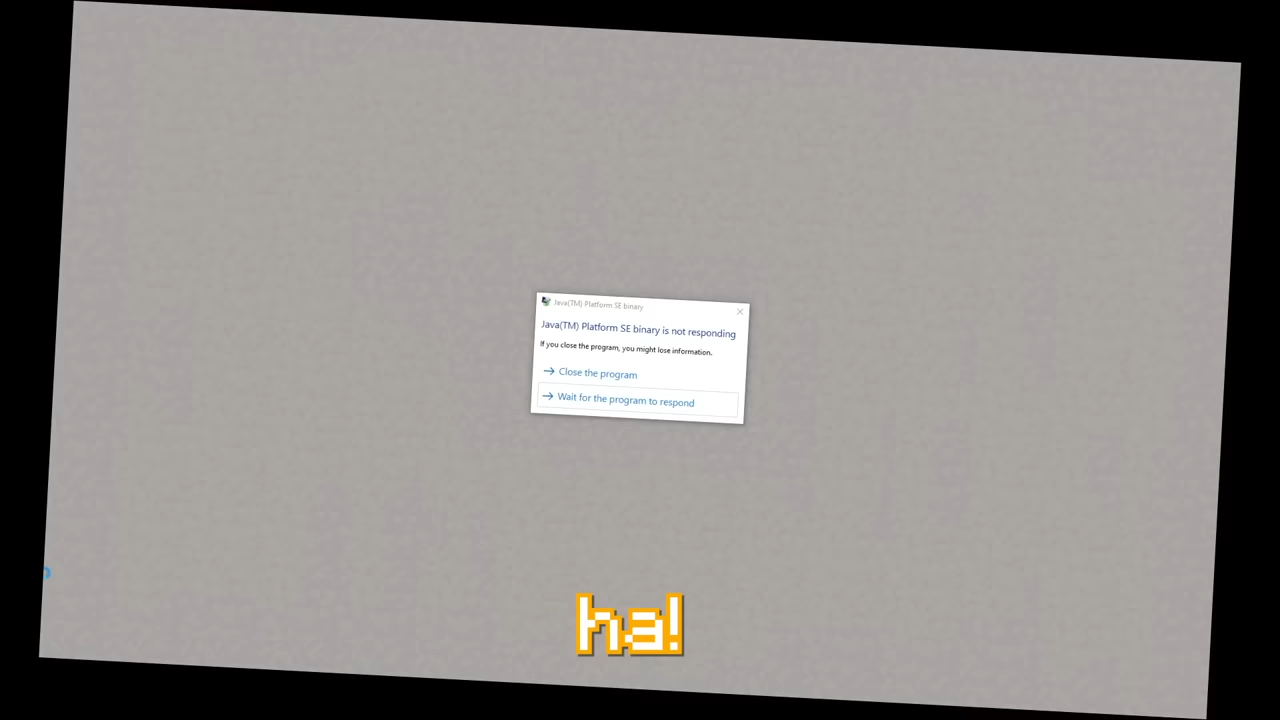 Java(TM) Platform SE binary
Java(TM) Platform SE binary is not responding
If you close the program, you might lose information.
Close the program
Wait for the program to respond
ha!